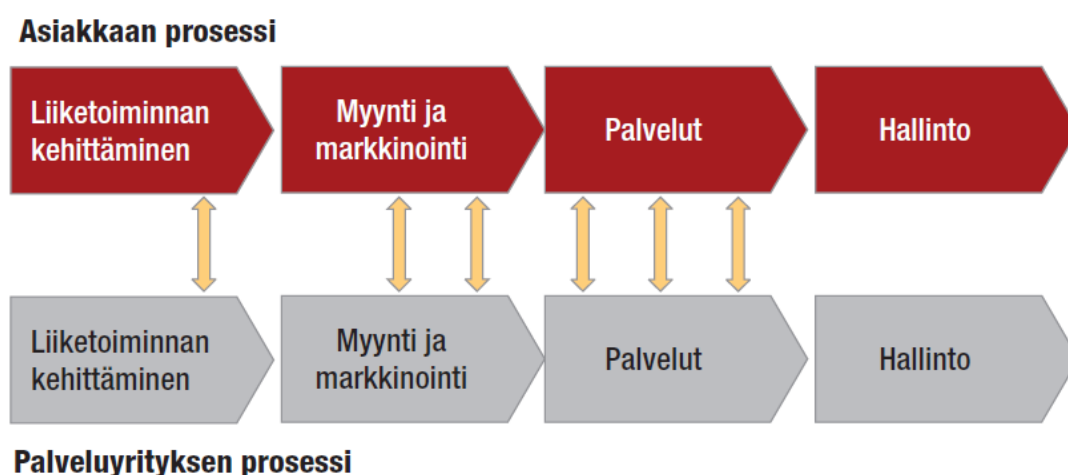 Asiakkaan prosessi
Liiketoiminnan
kehittäminen
Myynti ja
markkinointi
Palvelut
Hallinto
Liiketoiminnan
kehittäminen
Myynti ja
markkinointi
Palvelut
Hallinto
Palveluyrityksen prosessi